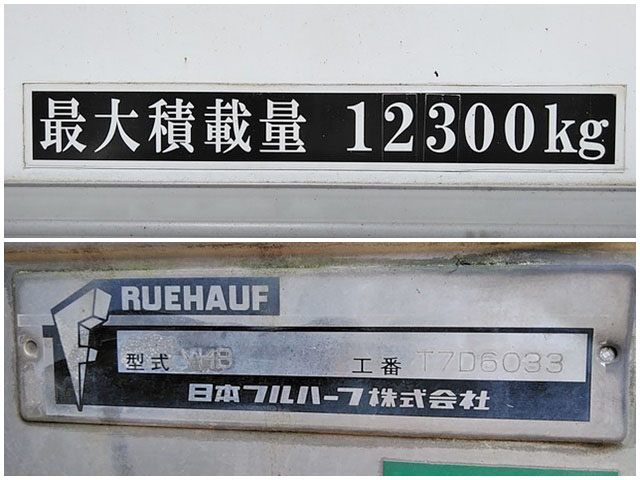 最大積載量 12300kg
RUEHAUF
型式 工番 T7D6033
日本フルハーフ株式会社